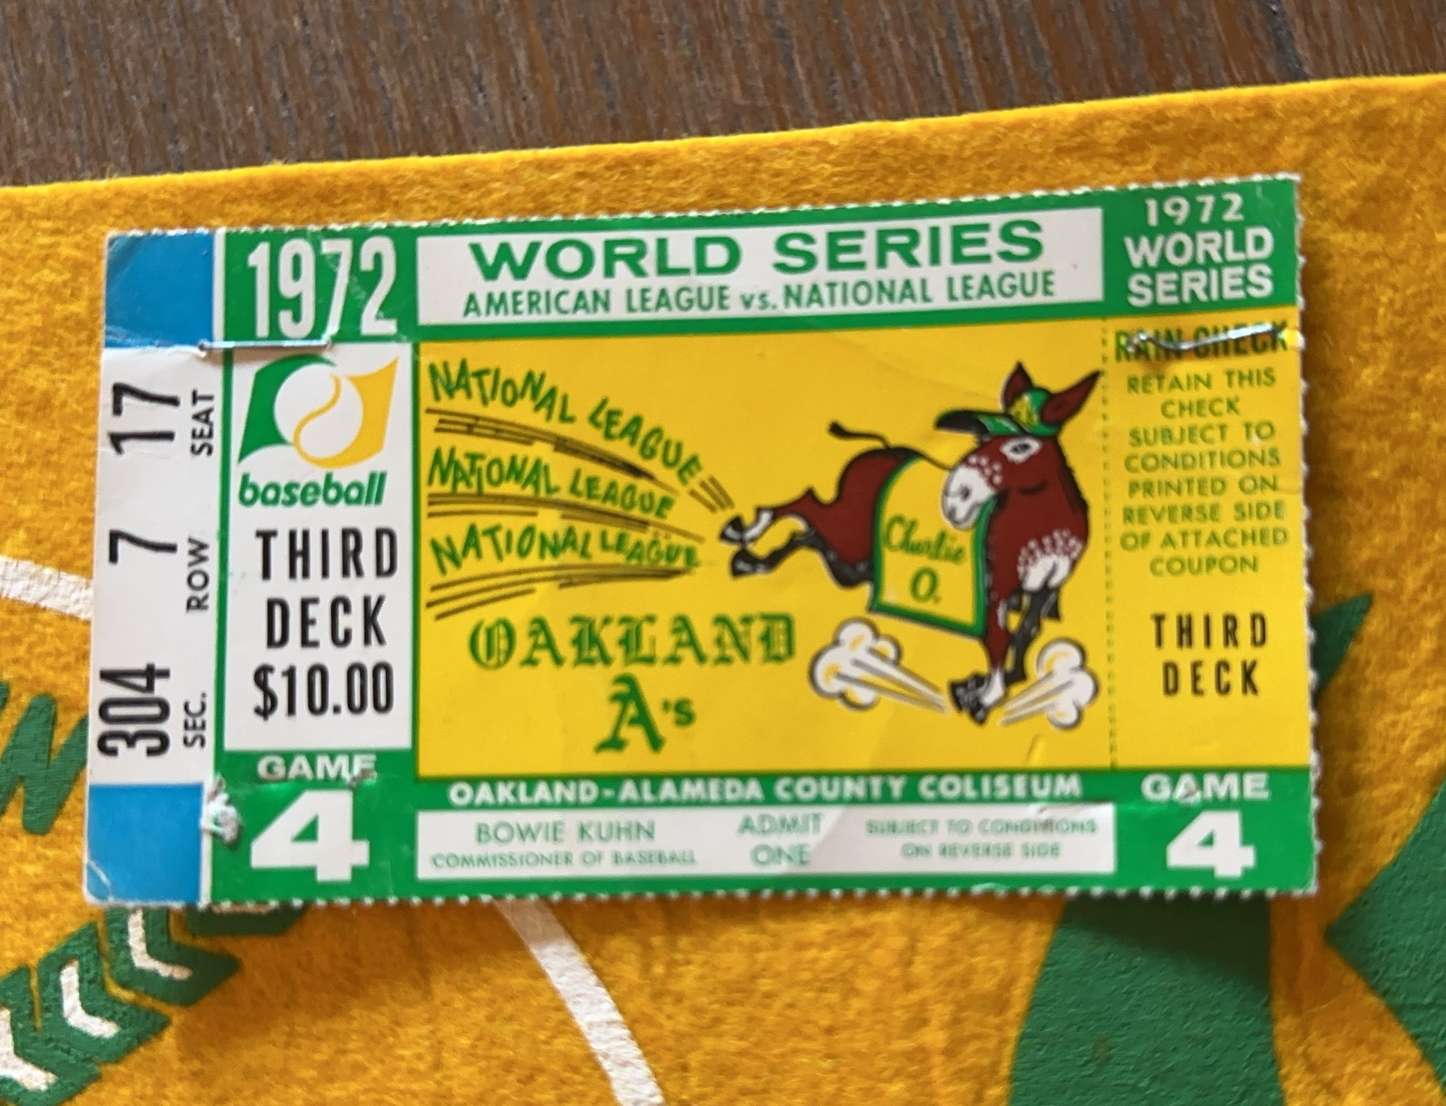 17 SEAT
7 ROW
304 SEC.
1972
baseball
THIRD
DECK
$10.00
GAME
4
WORLD SERIES
AMERICAN LEAGUE vs. NATIONAL LEAGUE
NATIONAL LEAGUE
NATIONAL LEAGUE
NATIONAL LEAGUE
Charlie
O.
OAKLAND
A's
OAKLAND-ALAMEDA COUNTY COLISEUM
BOWIE KUHN
COMMISSIONER OF BASEBALL
ADMIT
ONE
SUBJECT TO CONDITIONS
ON REVERSE SIDE
1972
WORLD
SERIES
RAIN CHECK
RETAIN THIS
CHECK
SUBJECT TO
CONDITIONS
PRINTED ON
REVERSE SIDE
OF ATTACHED
COUPON
THIRD
DECK
GAME
4